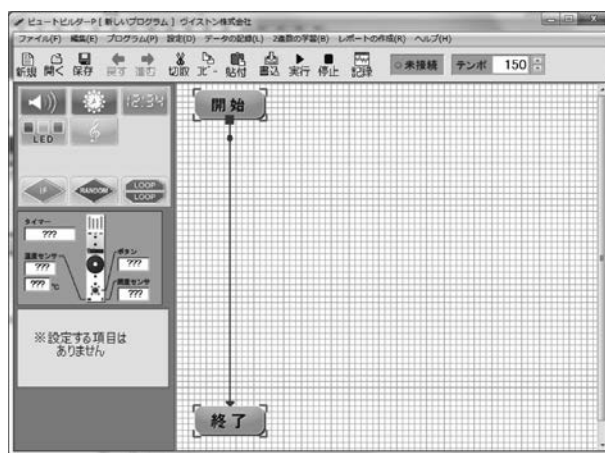 ビュートビルダーP [ 新しいプログラム ] ヴイストン株式会社
ファイル(F) 編集(E) プログラム(P) 設定(D) データの記録(L) 2進数の学習(B) レポートの作成(R) ヘルプ(H)
新規 開く 保存 戻す 進む 切取 コピー 貼付 書込 実行 停止 記録 ○未接続 テンポ 150
12:34
LED
IF RANDOM LOOP LOOP
タイマー
???
温度センサ
???
??? ℃
ボタン
???
照度センサ
???
※設定する項目は
ありません
開始
終了